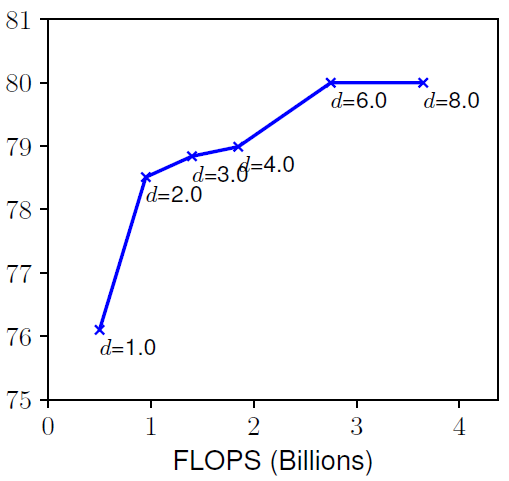 81
80
d=6.0 d=8.0
79
d=4.0
d=3.0
d=2.0
78
77
76
d=1.0
75
0 1 2 3 4
FLOPS (Billions)